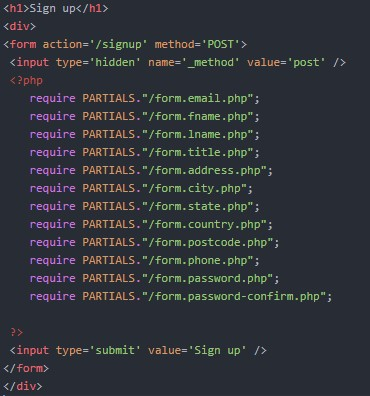 <h1>Sign up</h1>
<div>
<form action='/signup' method='POST'>
<input type='hidden' name='_method' value='post' />
<?php
require PARTIALS."/form.email.php";
require PARTIALS."/form.fname.php";
require PARTIALS."/form.lname.php";
require PARTIALS."/form.title.php";
require PARTIALS."/form.address.php";
require PARTIALS."/form.city.php";
require PARTIALS."/form.state.php";
require PARTIALS."/form.country.php";
require PARTIALS."/form.postcode.php";
require PARTIALS."/form.phone.php";
require PARTIALS."/form.password.php";
require PARTIALS."/form.password-confirm.php";
?>
<input type='submit' value='Sign up' />
</form>
</div>